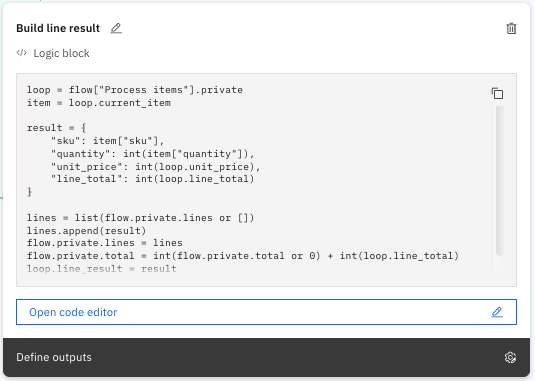 Build line result
</> Logic block
loop = flow["Process items"].private
item = loop.current_item
result = {
    "sku": item["sku"],
    "quantity": int(item["quantity"]),
    "unit_price": int(loop.unit_price),
    "line_total": int(loop.line_total)
}
lines = list(flow.private.lines or [])
lines.append(result)
flow.private.lines = lines
flow.private.total = int(flow.private.total or 0) + int(loop.line_total)
loop.line_result = result
Open code editor
Define outputs